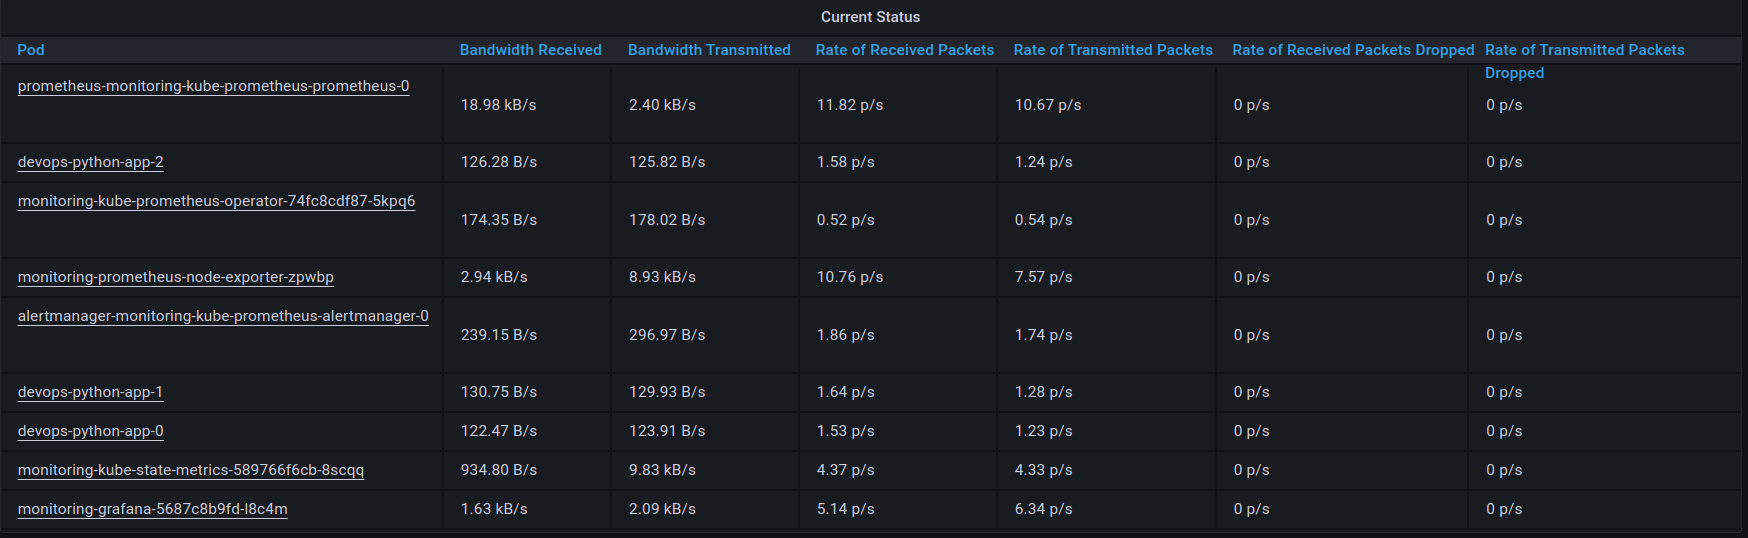 Current Status
Pod Bandwidth Received Bandwidth Transmitted Rate of Received Packets Rate of Transmitted Packets Rate of Received Packets Dropped Rate of Transmitted Packets Dropped
prometheus-monitoring-kube-prometheus-prometheus-0 18.98 kB/s 2.40 kB/s 11.82 p/s 10.67 p/s 0 p/s 0 p/s
devops-python-app-2 126.28 B/s 125.82 B/s 1.58 p/s 1.24 p/s 0 p/s 0 p/s
monitoring-kube-prometheus-operator-74fc8cdf87-5kpq6 174.35 B/s 178.02 B/s 0.52 p/s 0.54 p/s 0 p/s 0 p/s
monitoring-prometheus-node-exporter-zpwbp 2.94 kB/s 8.93 kB/s 10.76 p/s 7.57 p/s 0 p/s 0 p/s
alertmanager-monitoring-kube-prometheus-alertmanager-0 239.15 B/s 296.97 B/s 1.86 p/s 1.74 p/s 0 p/s 0 p/s
devops-python-app-1 130.75 B/s 129.93 B/s 1.64 p/s 1.28 p/s 0 p/s 0 p/s
devops-python-app-0 122.47 B/s 123.91 B/s 1.53 p/s 1.23 p/s 0 p/s 0 p/s
monitoring-kube-state-metrics-589766f6cb-8scqq 934.80 B/s 9.83 kB/s 4.37 p/s 4.33 p/s 0 p/s 0 p/s
monitoring-grafana-5687c8b9fd-l8c4m 1.63 kB/s 2.09 kB/s 5.14 p/s 6.34 p/s 0 p/s 0 p/s